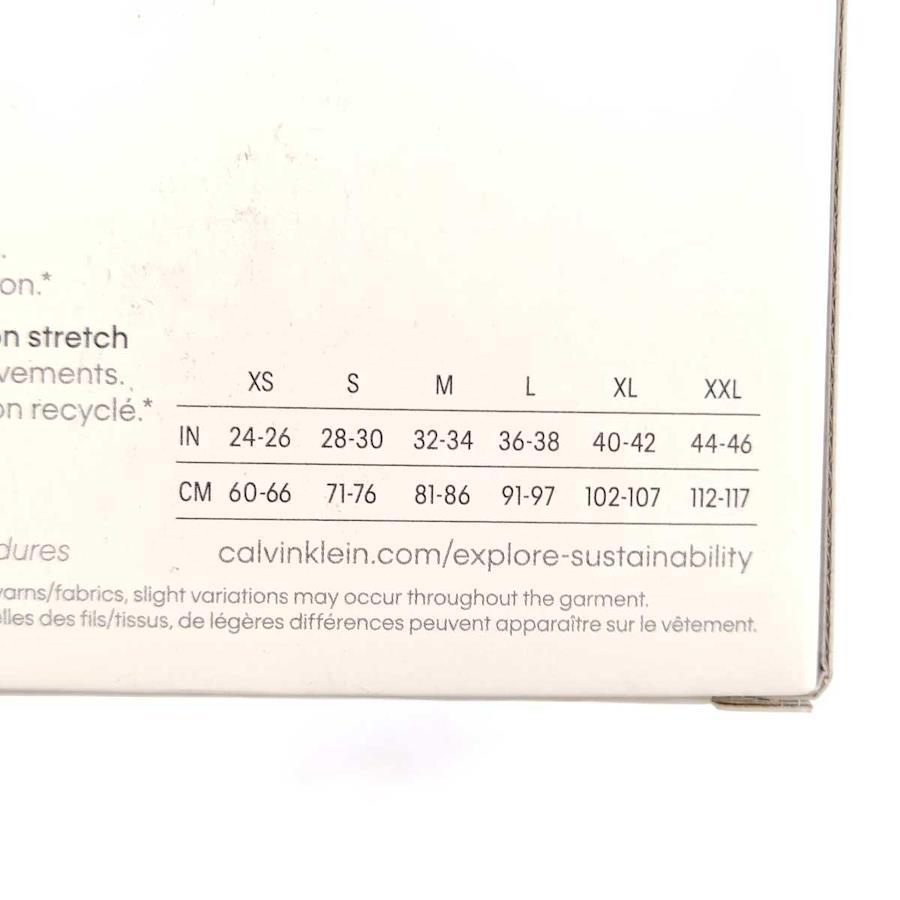 on.*
on stretch
vements.
on recyclé.*
XS S M L XL XXL
IN 24-26 28-30 32-34 36-38 40-42 44-46
CM 60-66 71-76 81-86 91-97 102-107 112-117
dures calvinklein.com/explore-sustainability
yarns/fabrics, slight variations may occur throughout the garment.
lles des fils/tissus, de légères différences peuvent apparaître sur le vêtement.